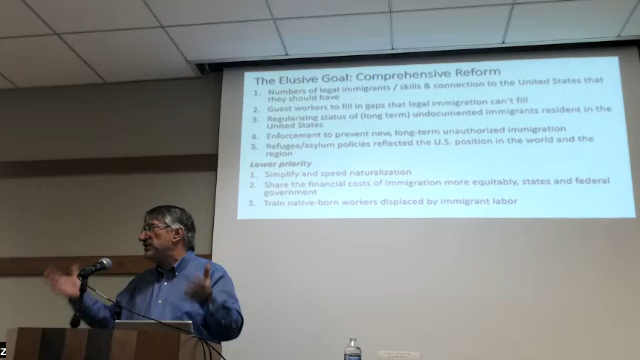 The Elusive Goal: Comprehensive Reform
1. Numbers of legal immigrants / skills & connection to the United States that
they should have
2. Guest workers to fill in gaps that legal immigration can't fill
3. Regularizing status of (long term) undocumented immigrants resident in the
United States
4. Enforcement to prevent new, long-term unauthorized immigration
5. Refugee/asylum policies reflected the U.S. position in the world and the
region
Lower priority
1. Simplify and speed naturalization
2. Share the financial costs of immigration more equitably, states and federal
government
3. Train native-born workers displaced by immigrant labor
z